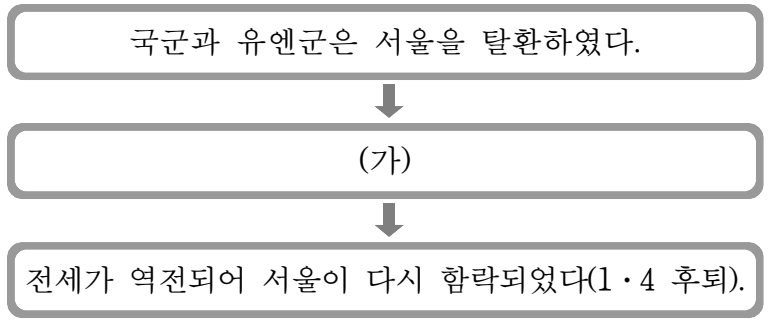 국군과 유엔군은 서울을 탈환하였다.
(가)
전세가 역전되어 서울이 다시 함락되었다(1·4 후퇴).